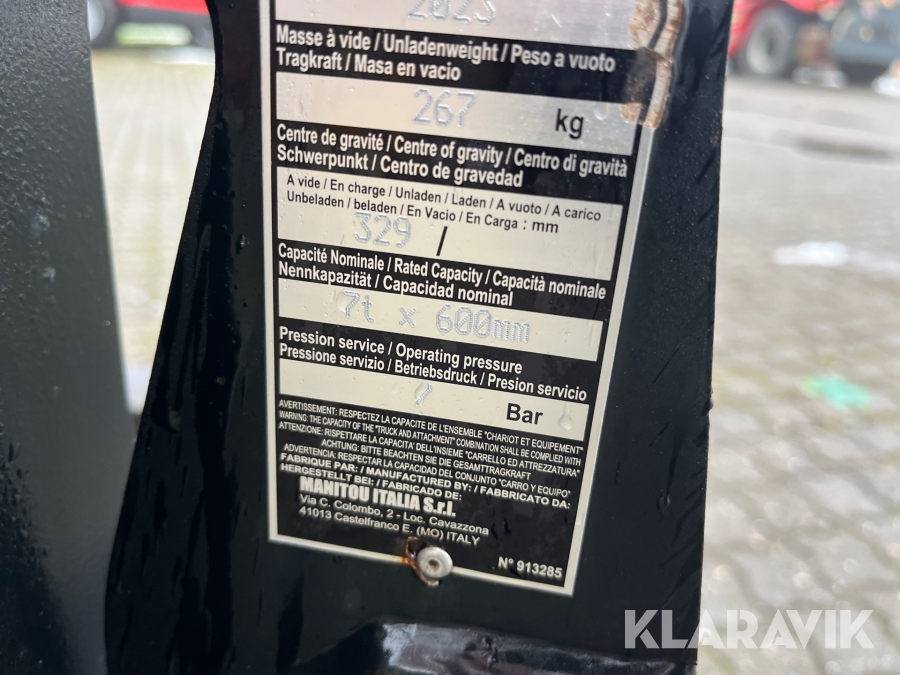 2023
Masse à vide / Unladenweight / Peso a vuoto
Tragkraft / Masa en vacio
267 kg
Centre de gravité / Centre of gravity / Centro di gravità
Schwerpunkt / Centro de gravedad
A vide / En charge / Unladen / Laden / A vuoto / A carico
Unbeladen / beladen / En Vacio / En Carga : mm
329 /
Capacité Nominale / Rated Capacity / Capacità nominale
Nennkapazität / Capacidad nominal
7t x 600mm
Pression service / Operating pressure
Pressione servizio / Betriebsdruck / Presion servicio
/ Bar
AVERTISSEMENT: RESPECTEZ LA CAPACITE DE L'ENSEMBLE "CHARIOT ET EQUIPEMENT"
WARNING: THE CAPACITY OF THE "TRUCK AND ATTACHMENT" COMBINATION SHALL BE COMPLIED WITH
ATTENZIONE: RISPETTARE LA CAPACITA' DELL'INSIEME "CARRELLO ED ATTREZZATURA"
ACHTUNG: BITTE BEACHTEN SIE DIE GESAMTTRAGKRAFT
ADVERTENCIA: RESPECTAR LA CAPACIDAD DEL CONJUNTO "CARRO Y EQUIPO"
FABRIQUE PAR: / MANUFACTURED BY: / FABBRICATO DA:
HERGESTELLT BEI: / FABRICADO DE:
MANITOU ITALIA S.r.l.
Via C. Colombo, 2 - Loc. Cavazzona
41013 Castelfranco E. (MO) ITALY
N° 913285
KLARAVIK